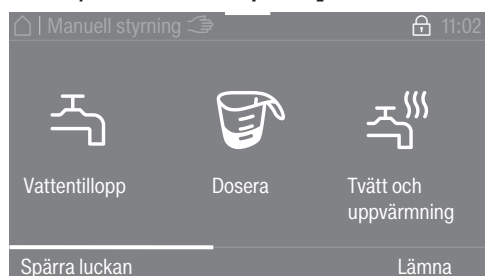 | Manuell styrning 11:02
Vattentillopp Dosera Tvätt och
uppvärmning
Spärra luckan Lämna